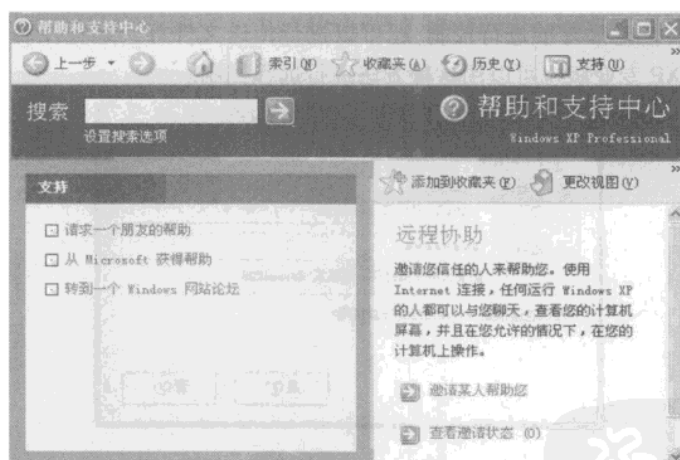 帮助和支持中心
上一步 索引(N) 收藏夹(A) 历史(Y) 支持(U)
搜索
设置搜索选项
帮助和支持中心
Windows XP Professional
支持
请求一个朋友的帮助
从 Microsoft 获得帮助
转到一个 Windows 网站论坛
添加到收藏夹(F) 更改视图(V)
远程协助
邀请您信任的人来帮助您。使用
Internet 连接，任何运行 Windows XP
的人都可以与您聊天，查看您的计算机
屏幕，并且在您允许的情况下，在您的
计算机上操作。
邀请某人帮助您
查看邀请状态 (0)